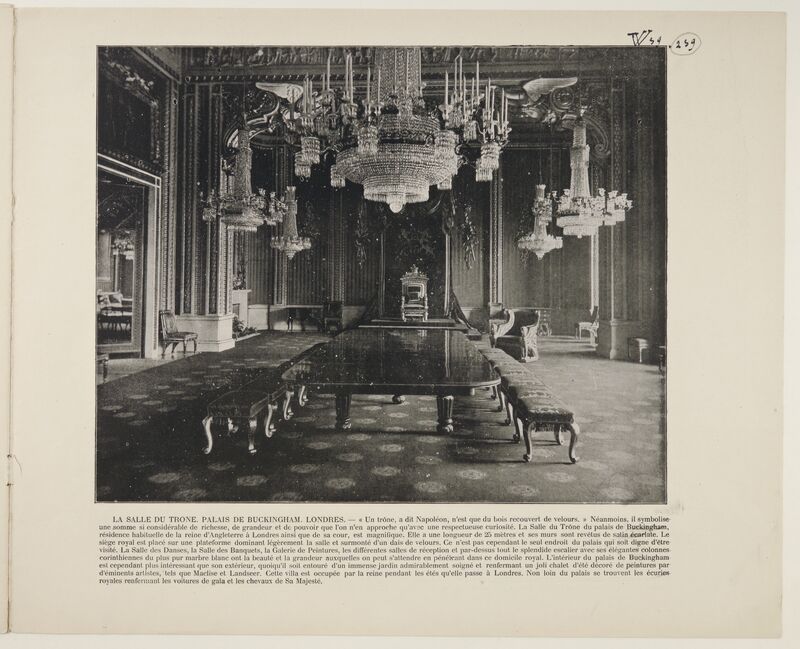 W 59 239
LA SALLE DU TRONE. PALAIS DE BUCKINGHAM. LONDRES. — « Un trône, a dit Napoléon, n'est que du bois recouvert de velours. » Néanmoins, il symbolise
une somme si considérable de richesse, de grandeur et de pouvoir que l'on n'en approche qu'avec une respectueuse curiosité. La Salle du Trône du palais de Buckingham,
résidence habituelle de la reine d'Angleterre à Londres ainsi que de sa cour, est magnifique. Elle a une longueur de 25 mètres et ses murs sont revêtus de satin écarlate. Le
siège royal est placé sur une plateforme dominant légèrement la salle et surmonté d'un dais de velours. Ce n'est pas cependant le seul endroit du palais qui soit digne d'être
visité. La Salle des Danses, la Salle des Banquets, la Galerie de Peintures, les différentes salles de réception et par-dessus tout le splendide escalier avec ses élégantes colonnes
corinthiennes du plus pur marbre blanc ont la beauté et la grandeur auxquelles on peut s'attendre en pénétrant dans ce domicile royal. L'intérieur du palais de Buckingham
est cependant plus intéressant que son extérieur, quoiqu'il soit entouré d'un immense jardin admirablement soigné et renfermant un joli chalet d'été décoré de peintures par
d'éminents artistes, tels que Maclise et Landseer. Cette villa est occupée par la reine pendant les étés qu'elle passe à Londres. Non loin du palais se trouvent les écuries
royales renfermant les voitures de gala et les chevaux de Sa Majesté.